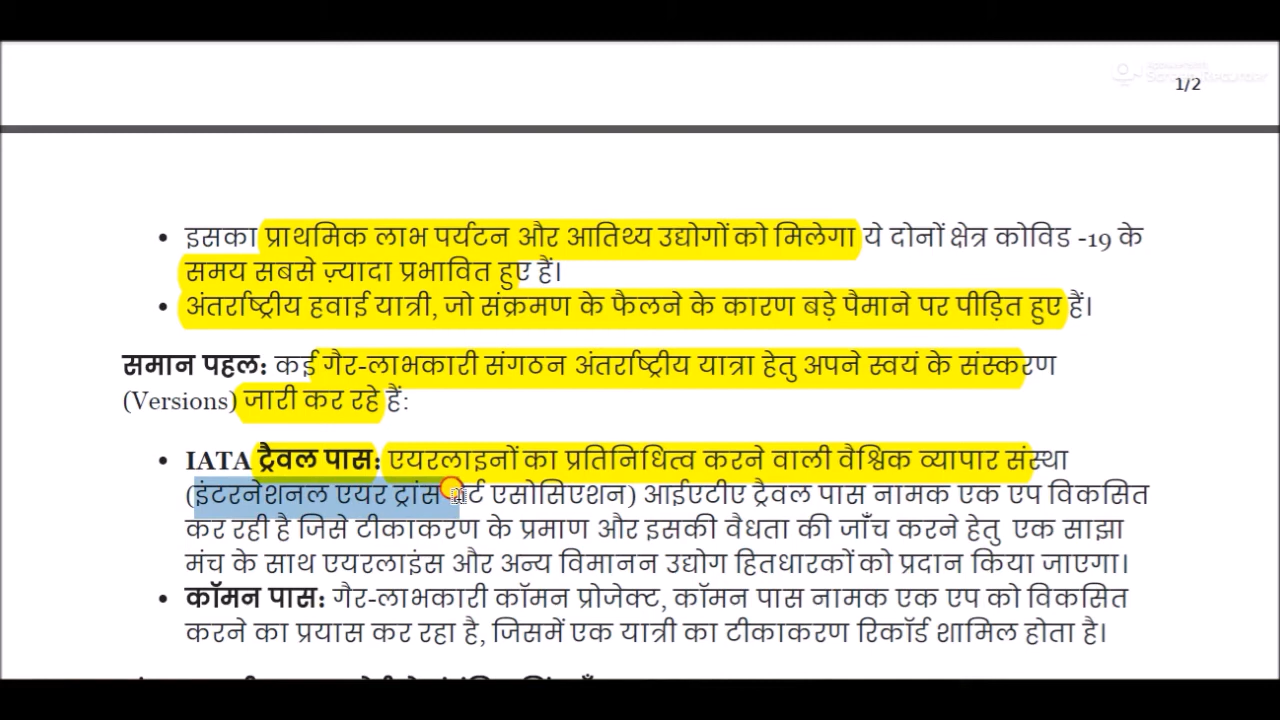 1/2
• इसका प्राथमिक लाभ पर्यटन और आतिथ्य उद्योगों को मिलेगा ये दोनों क्षेत्र कोविड -19 के
समय सबसे ज़्यादा प्रभावित हुए हैं।
• अंतर्राष्ट्रीय हवाई यात्री, जो संक्रमण के फैलने के कारण बड़े पैमाने पर पीड़ित हुए हैं।
समान पहल: कई गैर-लाभकारी संगठन अंतर्राष्ट्रीय यात्रा हेतु अपने स्वयं के संस्करण
(Versions) जारी कर रहे हैं:
• IATA ट्रैवल पास: एयरलाइनों का प्रतिनिधित्व करने वाली वैश्विक व्यापार संस्था
(इंटरनेशनल एयर ट्रांसपोर्ट एसोसिएशन) आईएटीए ट्रैवल पास नामक एक एप विकसित
कर रही है जिसे टीकाकरण के प्रमाण और इसकी वैधता की जाँच करने हेतु एक साझा
मंच के साथ एयरलाइंस और अन्य विमानन उद्योग हितधारकों को प्रदान किया जाएगा।
• कॉमन पास: गैर-लाभकारी कॉमन प्रोजेक्ट, कॉमन पास नामक एक एप को विकसित
करने का प्रयास कर रहा है, जिसमें एक यात्री का टीकाकरण रिकॉर्ड शामिल होता है।